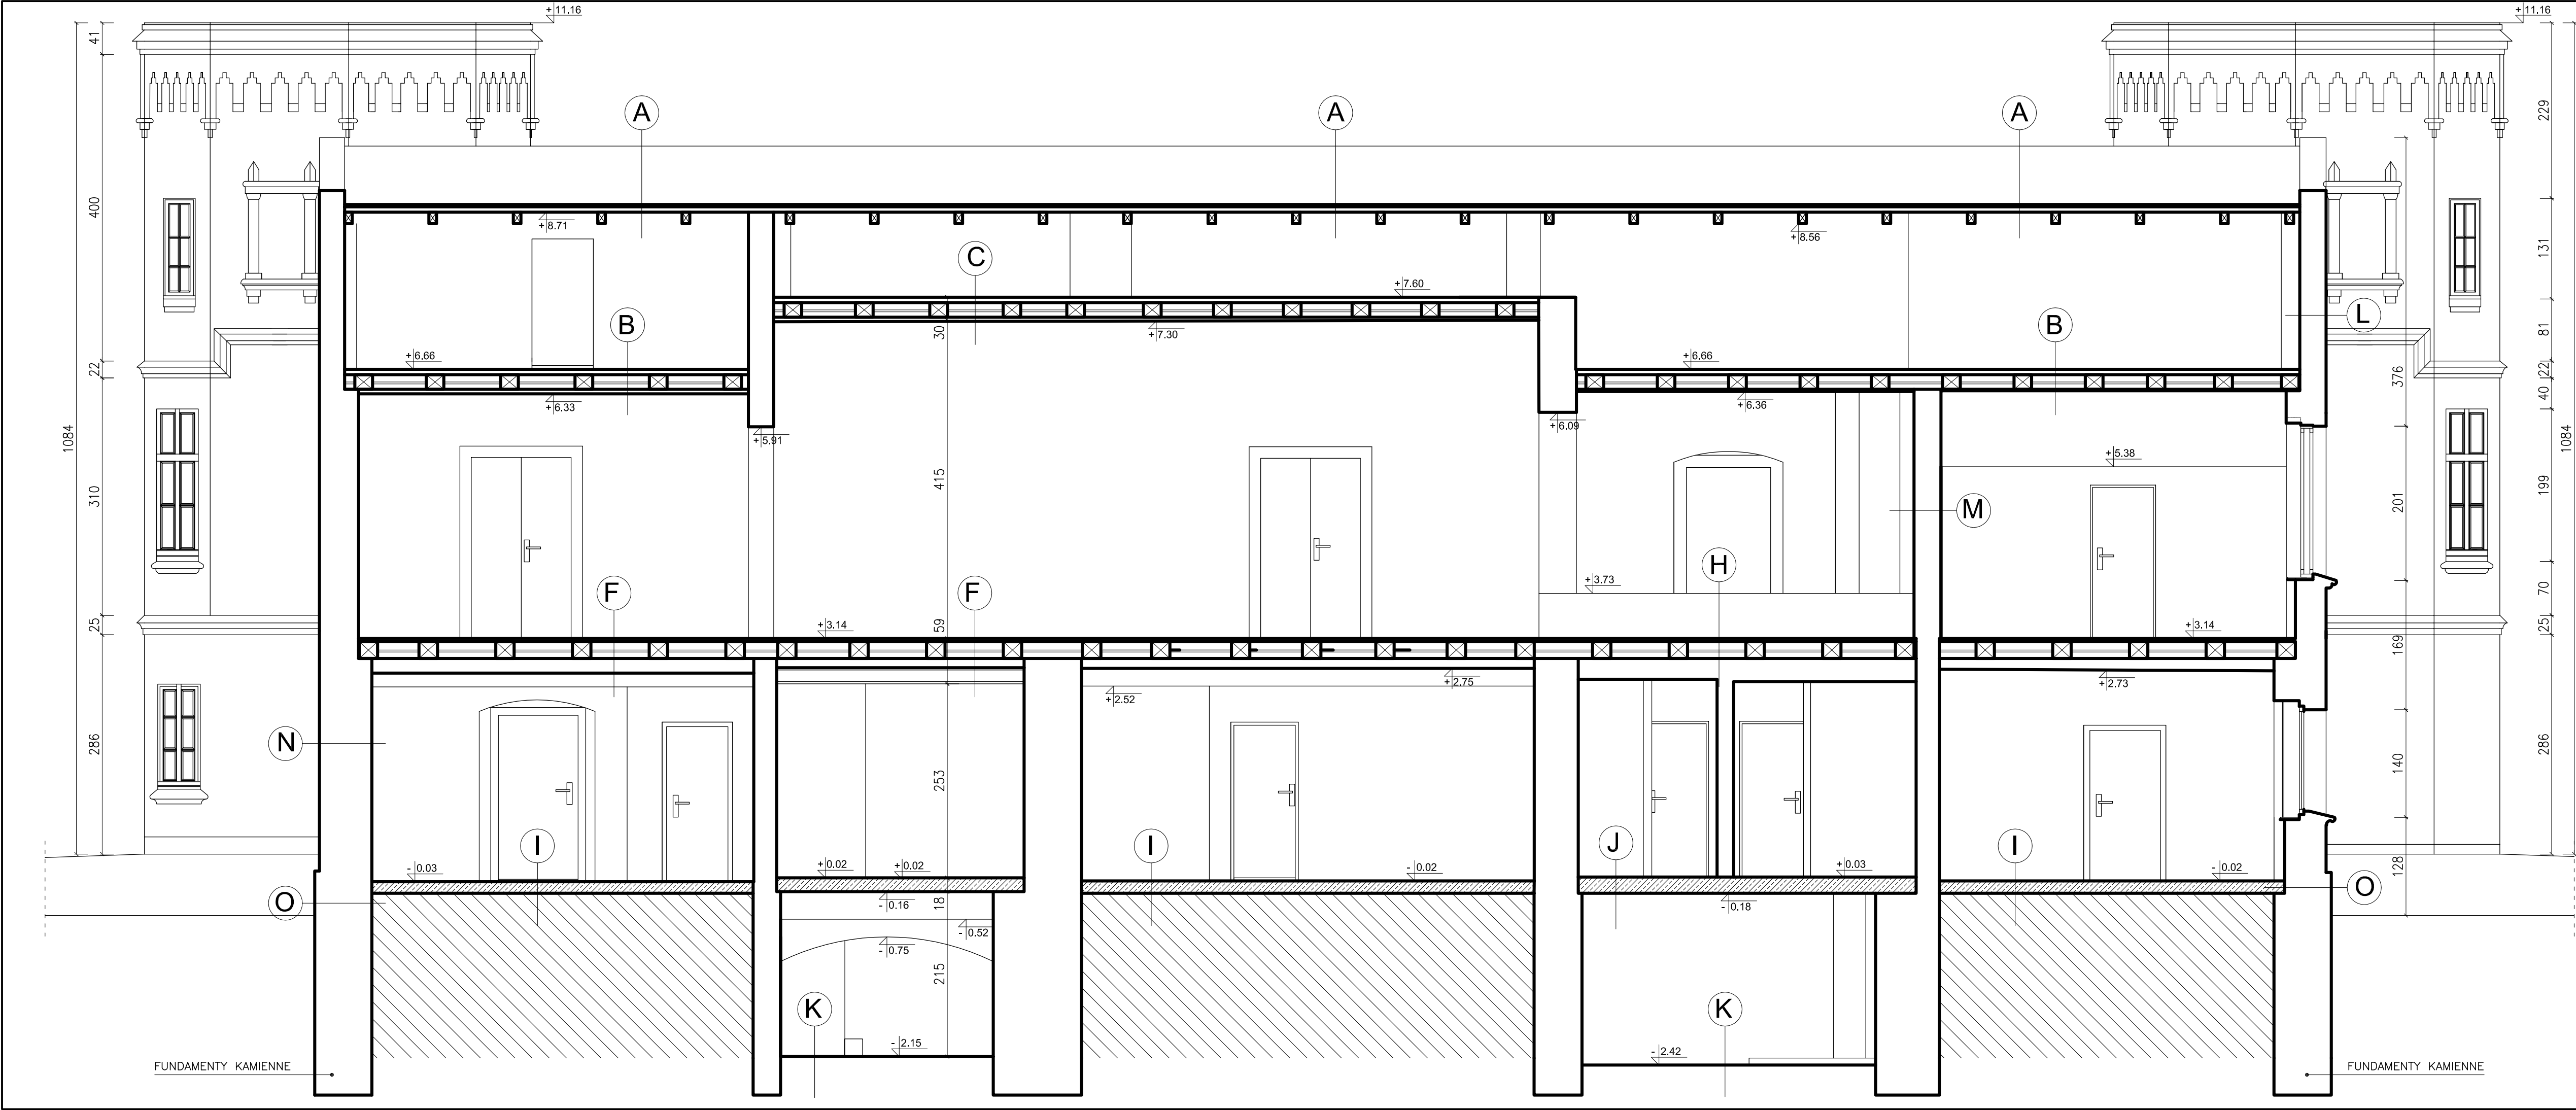 +11.16
+11.16
41
400
22
310
25
286
1084
A
A
A
229
131
81
22
40
199
70
25
286
1084
376
201
169
140
128
+8.71
+8.56
C
+7.60
+7.30
30
B
B
L
+6.66
+6.66
+6.33
+6.36
+5.91
+6.09
+5.38
415
M
H
F
F
+3.73
+3.14
+3.14
59
+2.52
+2.75
+2.73
N
253
I
I
I
J
-0.03
+0.02
+0.02
-0.02
+0.03
-0.02
O
O
-0.16
18
-0.18
-0.52
-0.75
215
K
K
-2.15
-2.42
FUNDAMENTY KAMIENNE
FUNDAMENTY KAMIENNE